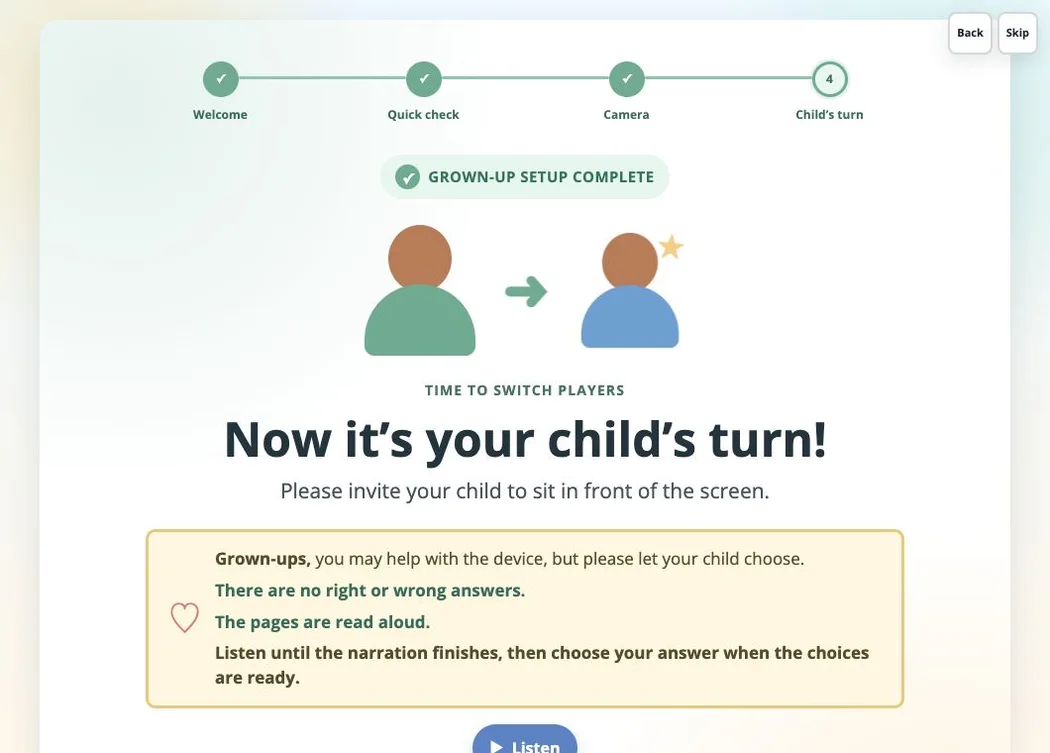 Back
Skip
4
Welcome
Quick check
Camera
Child’s turn
GROWN-UP SETUP COMPLETE
TIME TO SWITCH PLAYERS
Now it’s your child’s turn!
Please invite your child to sit in front of the screen.
Grown-ups, you may help with the device, but please let your child choose.
There are no right or wrong answers.
The pages are read aloud.
Listen until the narration finishes, then choose your answer when the choices
are ready.
Listen